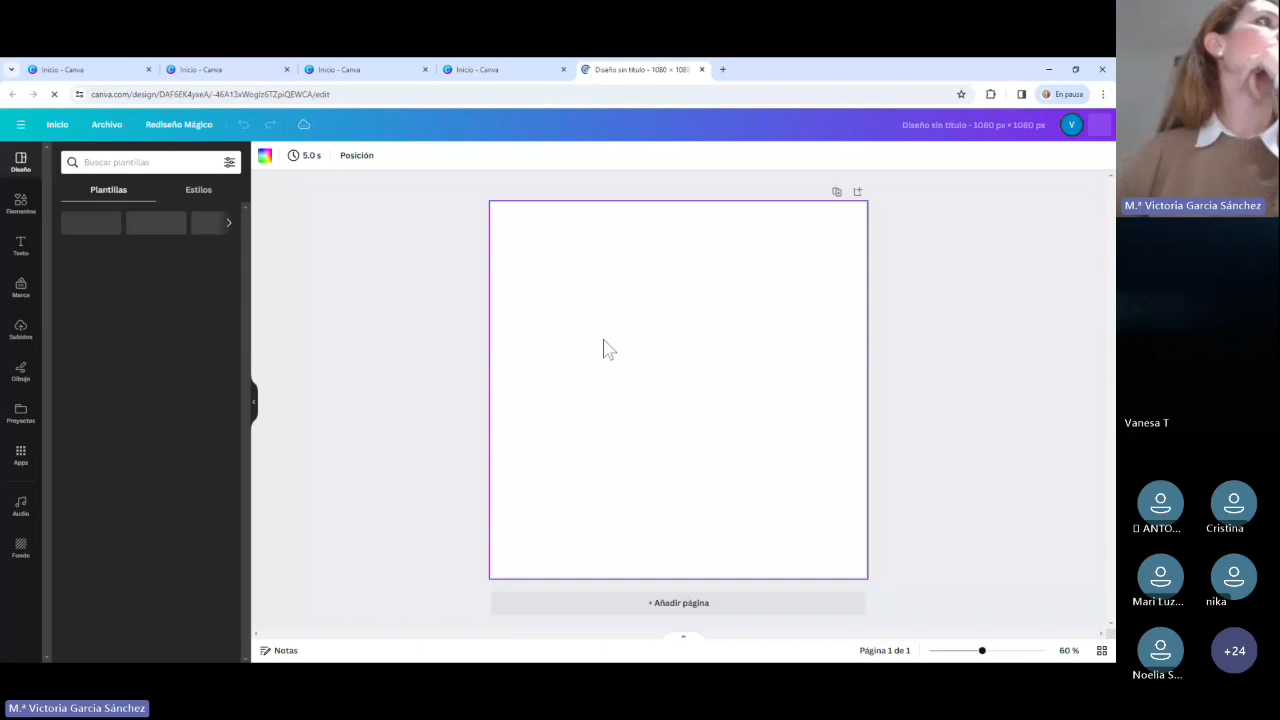 Inicio - Canva
Inicio - Canva
Inicio - Canva
Inicio - Canva
Diseño sin título - 1080 × 1080
canva.com/design/DAF6EK4yxeA/-46A13xWoglz6TZpiQEWCA/edit
En pausa
Inicio
Archivo
Rediseño Mágico
Diseño sin título - 1080 px × 1080 px
V
Diseño
Elementos
Texto
Marca
Subidos
Dibujo
Proyectos
Apps
Audio
Fondo
Buscar plantillas
Plantillas
Estilos
5.0 s
Posición
+ Añadir página
Notas
Página 1 de 1
60 %
M.ª Victoria Garcia Sánchez
Vanesa T
ANTO...
Cristina
Mari Luz...
nika
Noelia S...
+24
M.ª Victoria Garcia Sánchez